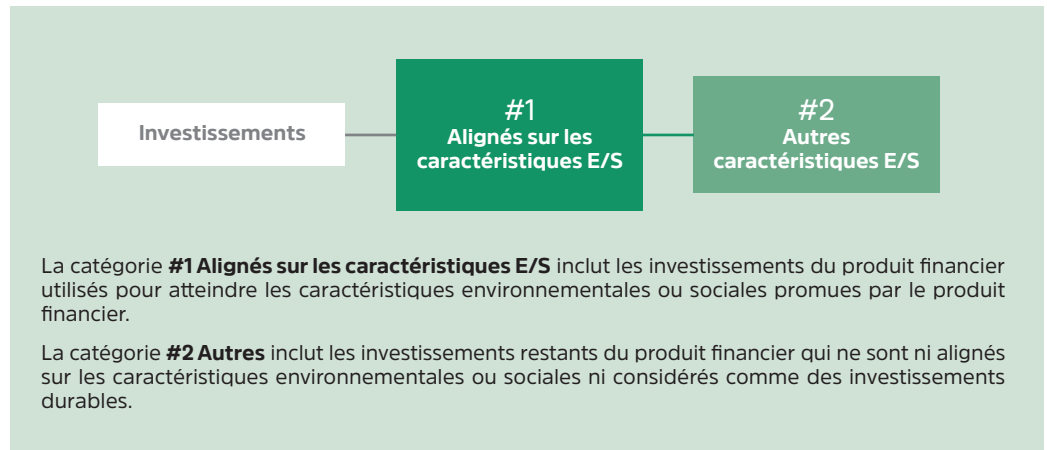 Investissements
#1
Alignés sur les
caractéristiques E/S
#2
Autres
caractéristiques E/S
La catégorie #1 Alignés sur les caractéristiques E/S inclut les investissements du produit financier
utilisés pour atteindre les caractéristiques environnementales ou sociales promues par le produit
financier.
La catégorie #2 Autres inclut les investissements restants du produit financier qui ne sont ni alignés
sur les caractéristiques environnementales ou sociales ni considérés comme des investissements
durables.